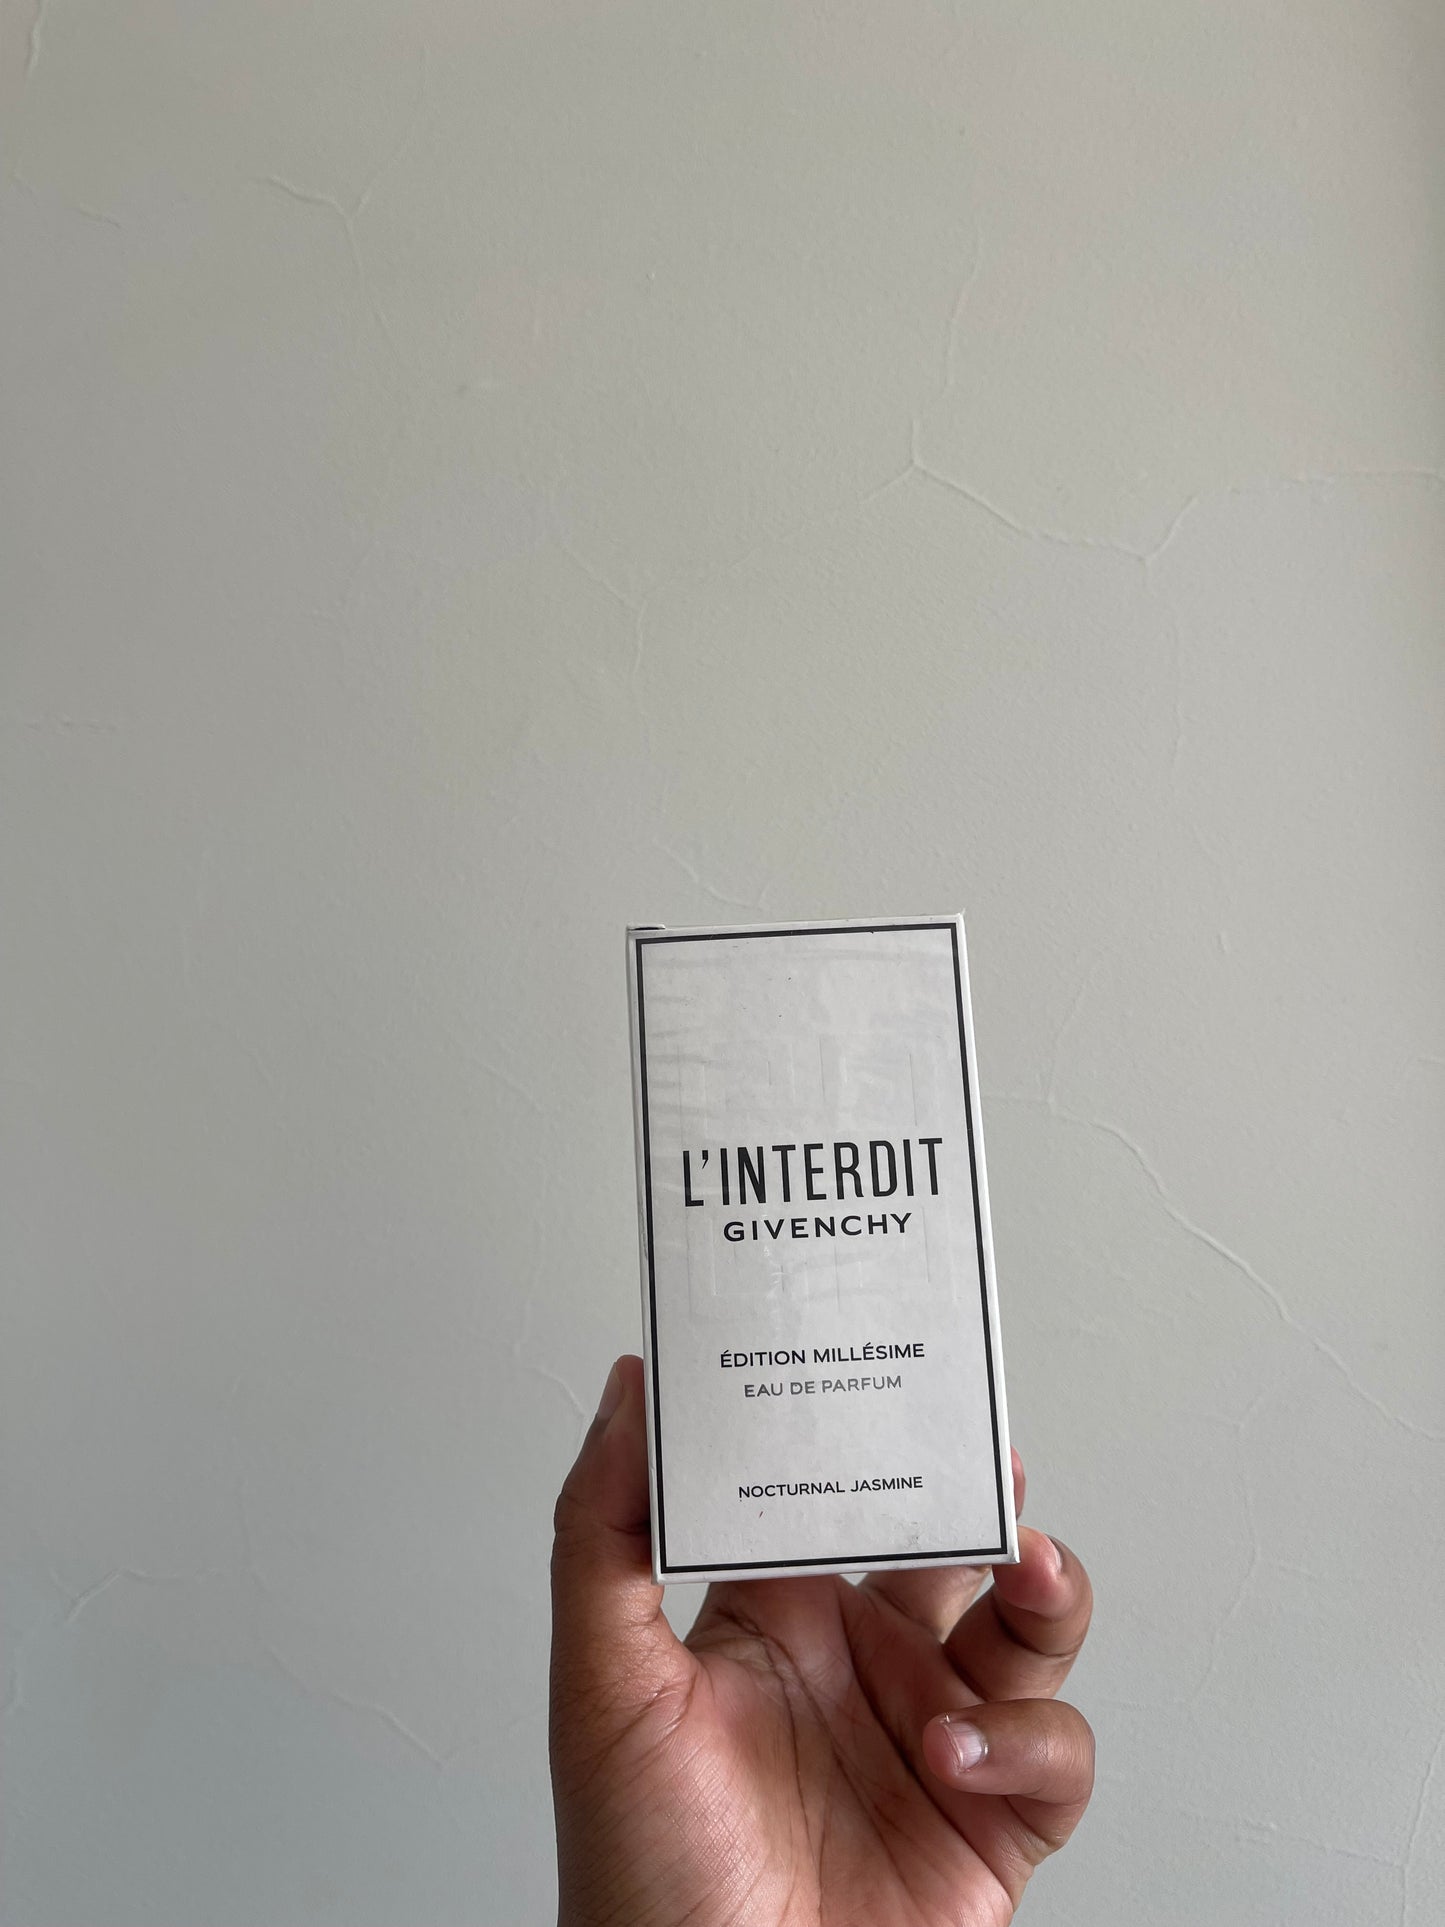 L'INTERDIT
GIVENCHY
ÉDITION MILLÉSIME
EAU DE PARFUM
NOCTURNAL JASMINE